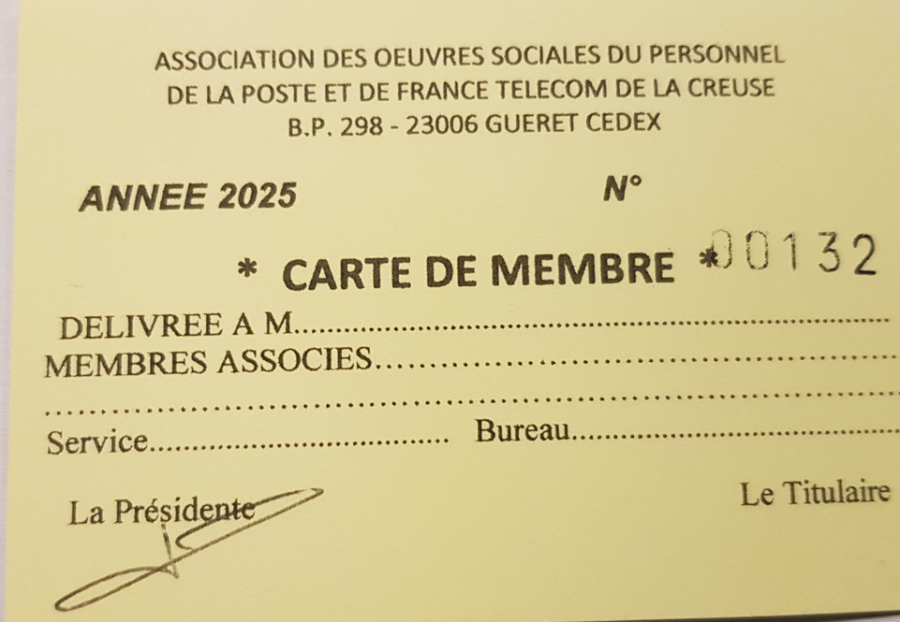 ASSOCIATION DES OEUVRES SOCIALES DU PERSONNEL
DE LA POSTE ET DE FRANCE TELECOM DE LA CREUSE
B.P. 298 - 23006 GUERET CEDEX
ANNEE 2025 N°
* CARTE DE MEMBRE * 00132
DELIVREE A M.....................................................................................
MEMBRES ASSOCIES..........................................................
..............................................................................................
Service.................................... Bureau........................................
La Présidente Le Titulaire